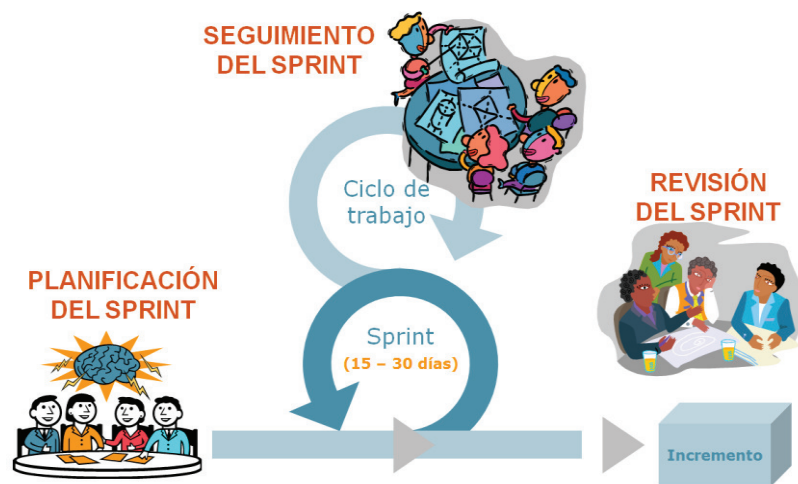 SEGUIMIENTO
DEL SPRINT
Ciclo de
trabajo
REVISIÓN
DEL SPRINT
PLANIFICACIÓN
DEL SPRINT
Sprint
(15 – 30 días)
Incremento